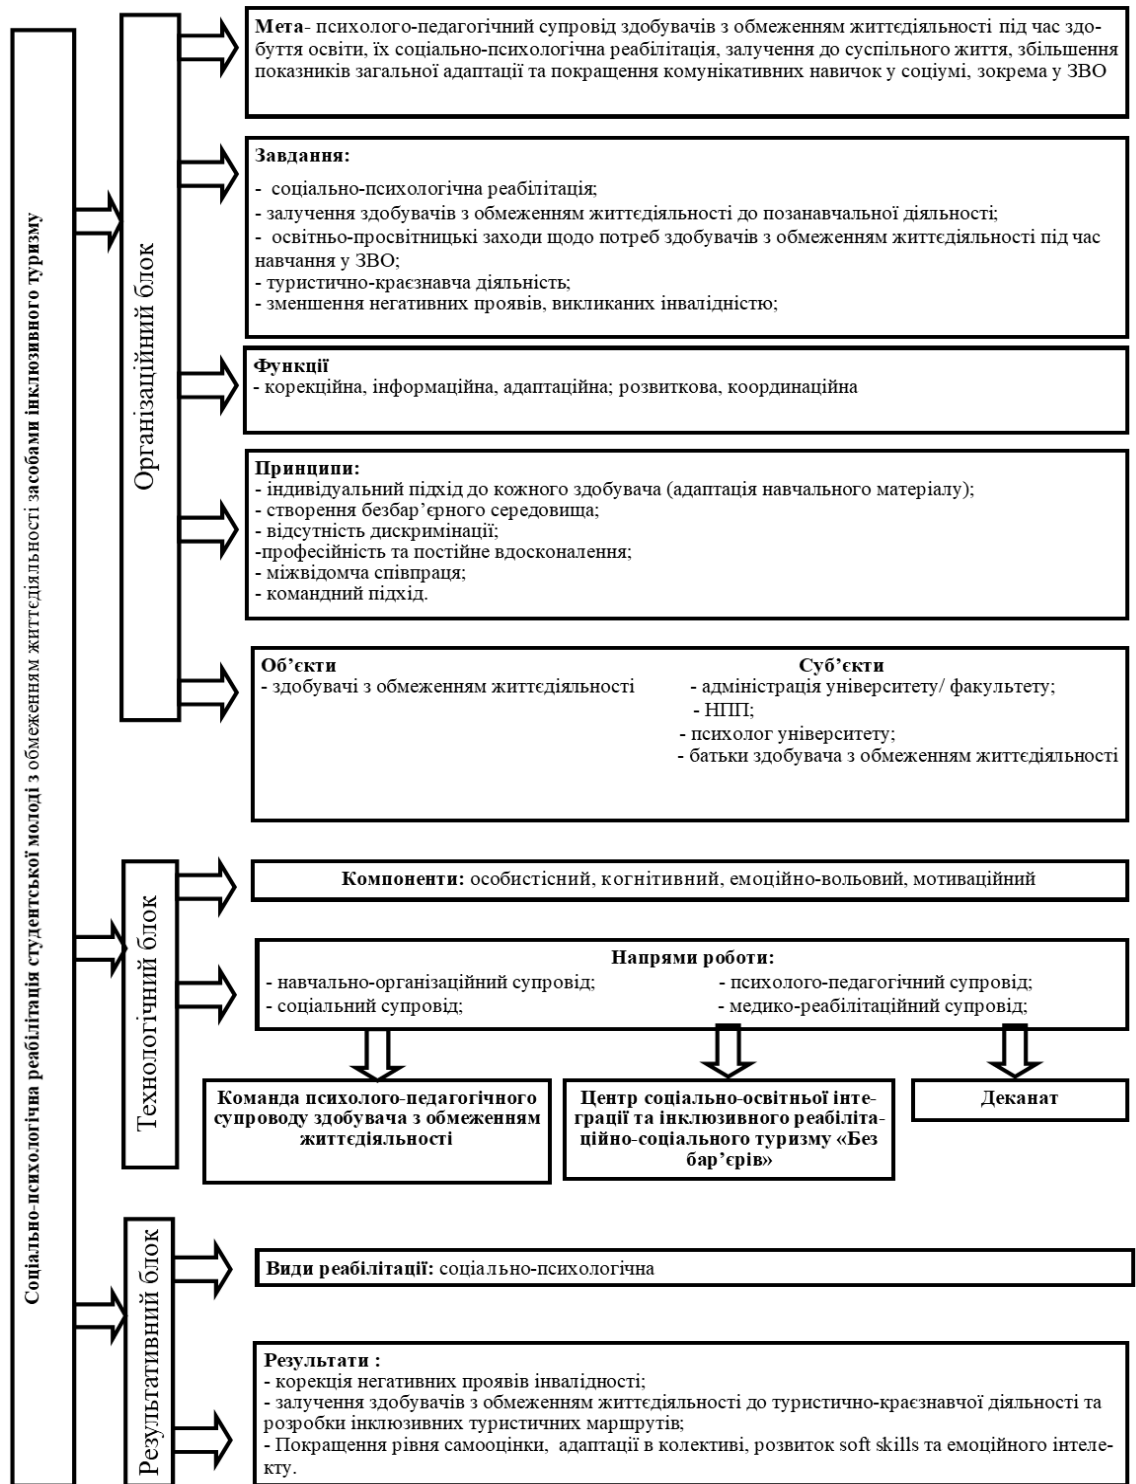 Соціально-психологічна реабілітація студентської молоді з обмеженням життєдіяльності засобами інклюзивного туризму
Організаційний блок
Мета- психолого-педагогічний супровід здобувачів з обмеженням життєдіяльності під час здо-
буття освіти, їх соціально-психологічна реабілітація, залучення до суспільного життя, збільшення
показників загальної адаптації та покращення комунікативних навичок у соціумі, зокрема у ЗВО
Завдання:
- соціально-психологічна реабілітація;
- залучення здобувачів з обмеженням життєдіяльності до позанавчальної діяльності;
- освітньо-просвітницькі заходи щодо потреб здобувачів з обмеженням життєдіяльності під час
навчання у ЗВО;
- туристично-краєзнавча діяльність;
- зменшення негативних проявів, викликаних інвалідністю;
Функції
- корекційна, інформаційна, адаптаційна; розвиткова, координаційна
Принципи:
- індивідуальний підхід до кожного здобувача (адаптація навчального матеріалу);
- створення безбар’єрного середовища;
- відсутність дискримінації;
-професійність та постійне вдосконалення;
- міжвідомча співпраця;
- командний підхід.
Об’єкти
- здобувачі з обмеженням життєдіяльності
Суб’єкти
- адміністрація університету/ факультету;
- НПП;
- психолог університету;
- батьки здобувача з обмеженням життєдіяльності
Технологічний блок
Компоненти: особистісний, когнітивний, емоційно-вольовий, мотиваційний
Напрями роботи:
- навчально-організаційний супровід;
- соціальний супровід;
- психолого-педагогічний супровід;
- медико-реабілітаційний супровід;
Команда психолого-педагогічного
супроводу здобувача з обмеженням
життєдіяльності
Центр соціально-освітньої інте-
грації та інклюзивного реабіліта-
ційно-соціального туризму «Без
бар’єрів»
Деканат
Результативний блок
Види реабілітації: соціально-психологічна
Результати :
- корекція негативних проявів інвалідності;
- залучення здобувачів з обмеженням життєдіяльності до туристично-краєзнавчої діяльності та
розробки інклюзивних туристичних маршрутів;
- Покращення рівня самооцінки, адаптації в колективі, розвиток soft skills та емоційного інтеле-
кту.